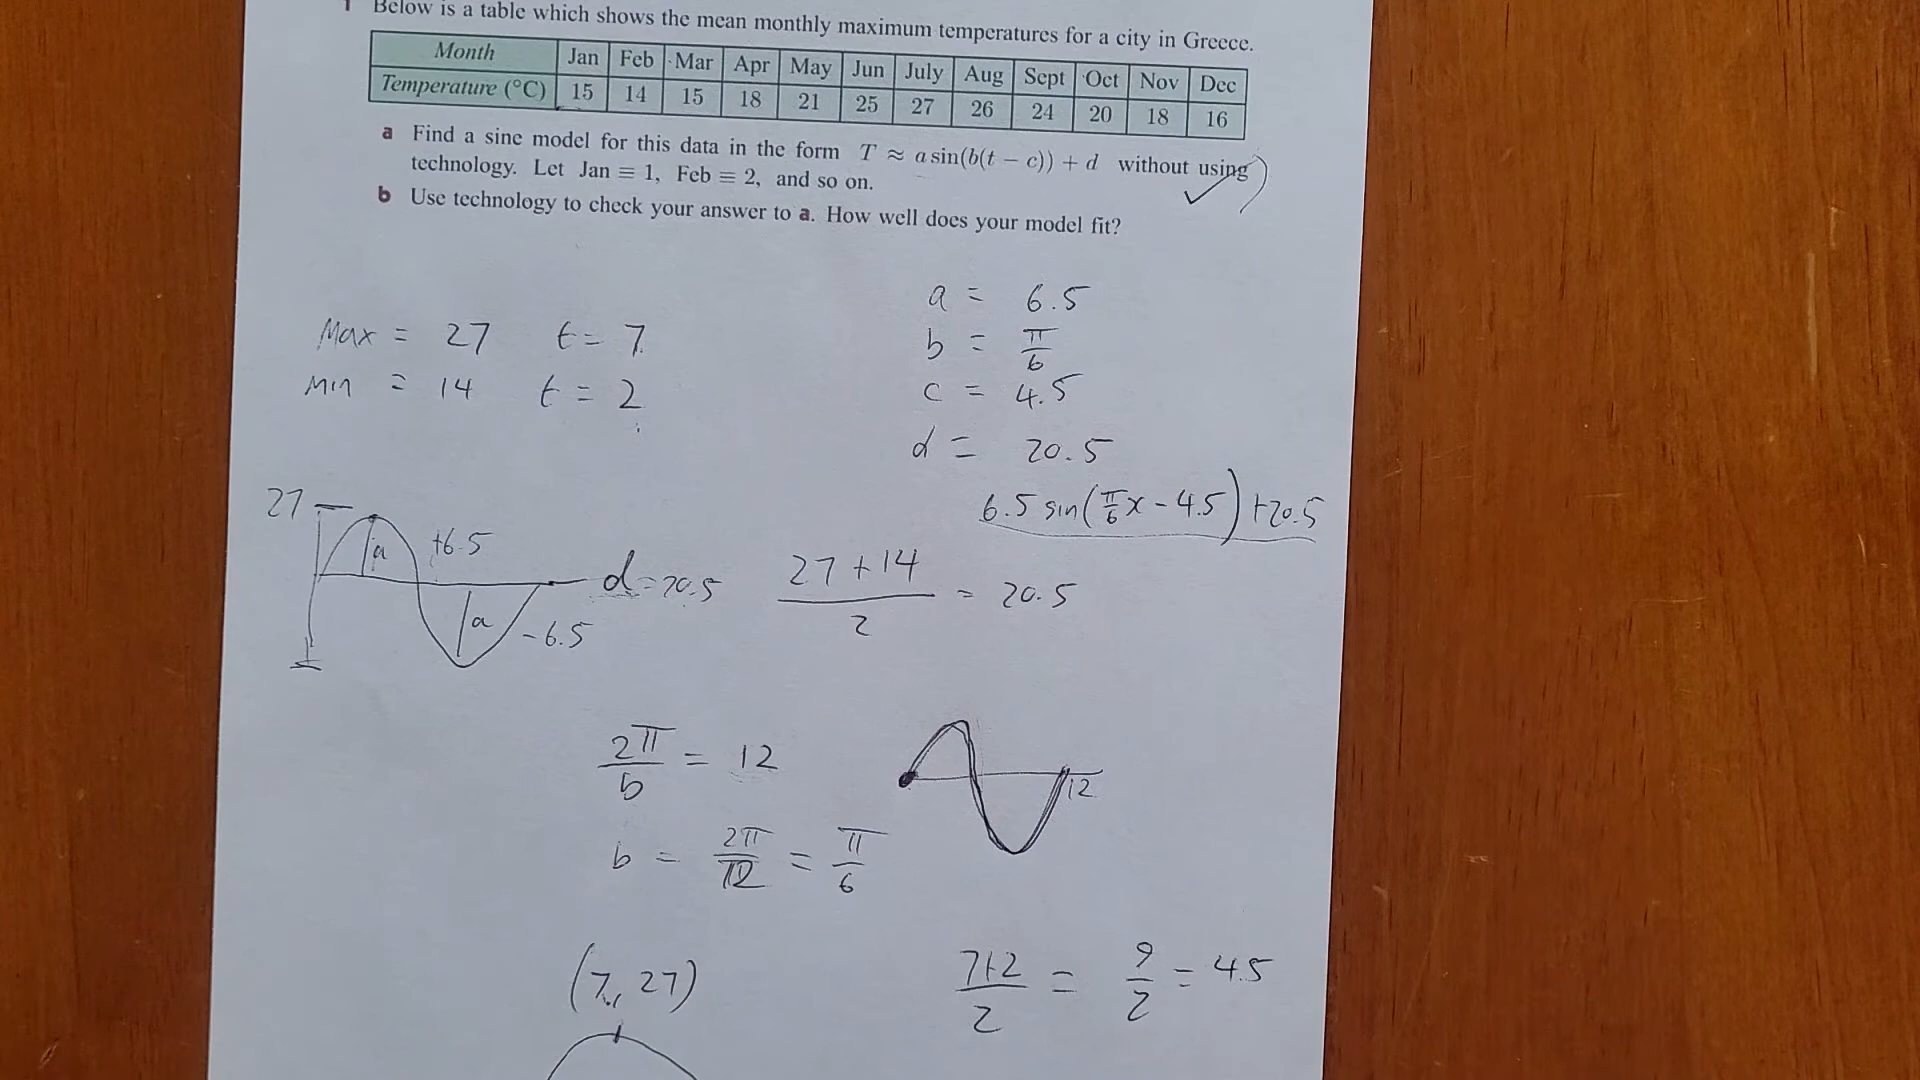 1 Below is a table which shows the mean monthly maximum temperatures for a city in Greece.
Month Jan Feb Mar Apr May Jun July Aug Sept Oct Nov Dec
Temperature (°C) 15 14 15 18 21 25 27 26 24 20 18 16
a Find a sine model for this data in the form T ≈ a sin(b(t − c)) + d without using
technology. Let Jan ≡ 1, Feb ≡ 2, and so on.
b Use technology to check your answer to a. How well does your model fit?
a = 6.5
Max = 27 t = 7
b = π/6
Min = 14 t = 2
c = 4.5
d = 20.5
6.5 sin(π/6 x - 4.5) + 20.5
27
a +6.5
d = 20.5
27 + 14 / 2 = 20.5
a - 6.5
2π/b = 12
12
b = 2π/12 = π/6
(7, 27)
7+2 / 2 = 9/2 = 4.5